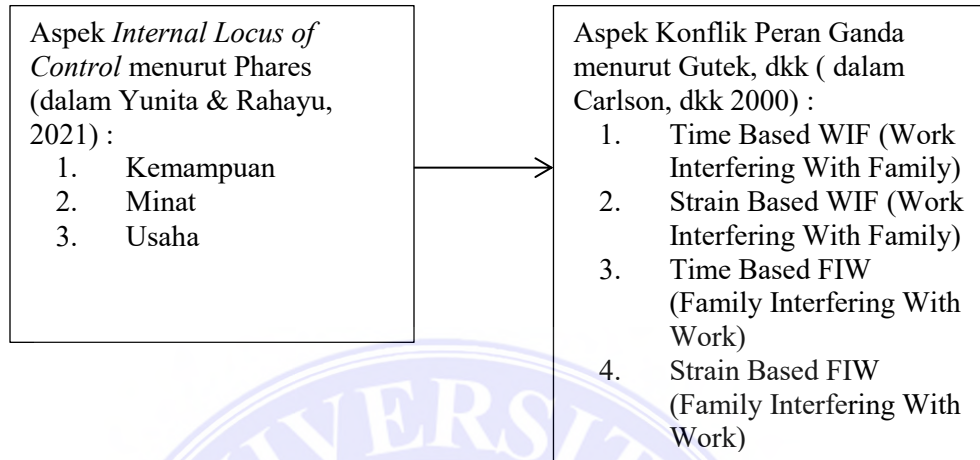 Aspek Internal Locus of
Control menurut Phares
(dalam Yunita & Rahayu,
2021) :
1. Kemampuan
2. Minat
3. Usaha
Aspek Konflik Peran Ganda
menurut Gutek, dkk ( dalam
Carlson, dkk 2000) :
1. Time Based WIF (Work
Interfering With Family)
2. Strain Based WIF (Work
Interfering With Family)
3. Time Based FIW
(Family Interfering With
Work)
4. Strain Based FIW
(Family Interfering With
Work)
IVERSIT